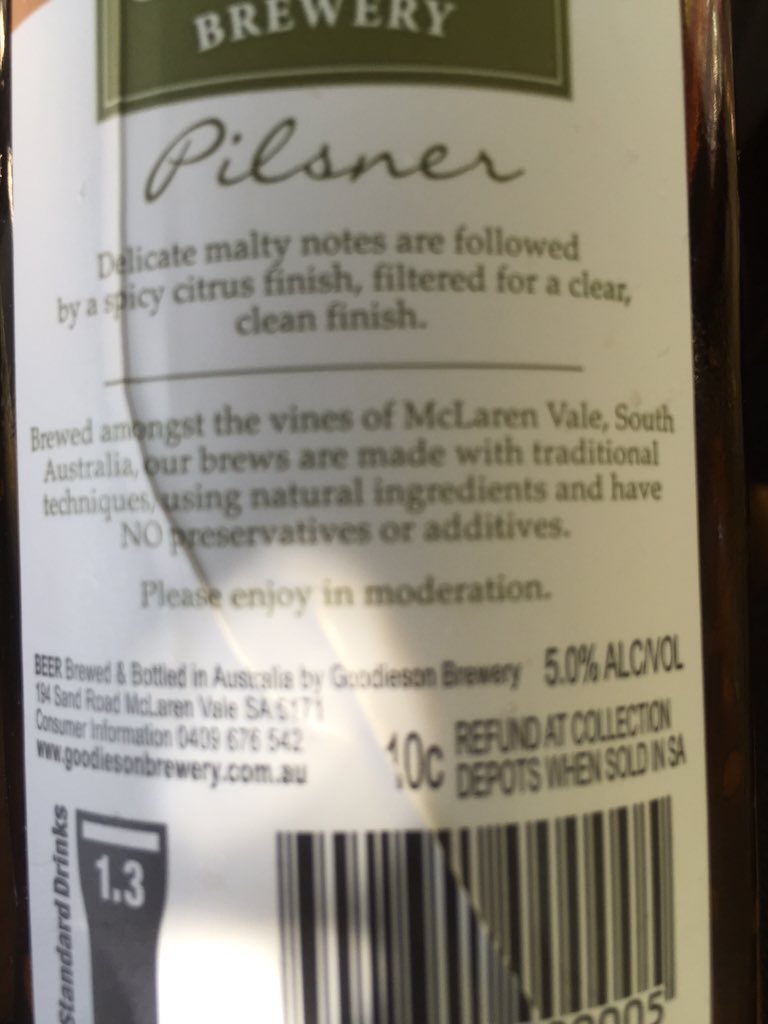 BREWERY
Pilsner
Delicate malty notes are followed
by a spicy citrus finish, filtered for a clear,
clean finish.
Brewed amongst the vines of McLaren Vale, South
Australia, our brews are made with traditional
techniques, using natural ingredients and have
NO preservatives or additives.
Please enjoy in moderation.
BEER Brewed & Bottled in Australia by Goodieson Brewery 5.0% ALC/VOL
194 Sand Road McLaren Vale SA 5171
Consumer Information 0409 676 542
www.goodiesonbrewery.com.au
10c REFUND AT COLLECTION
DEPOTS WHEN SOLD IN SA
Standard Drinks
1.3